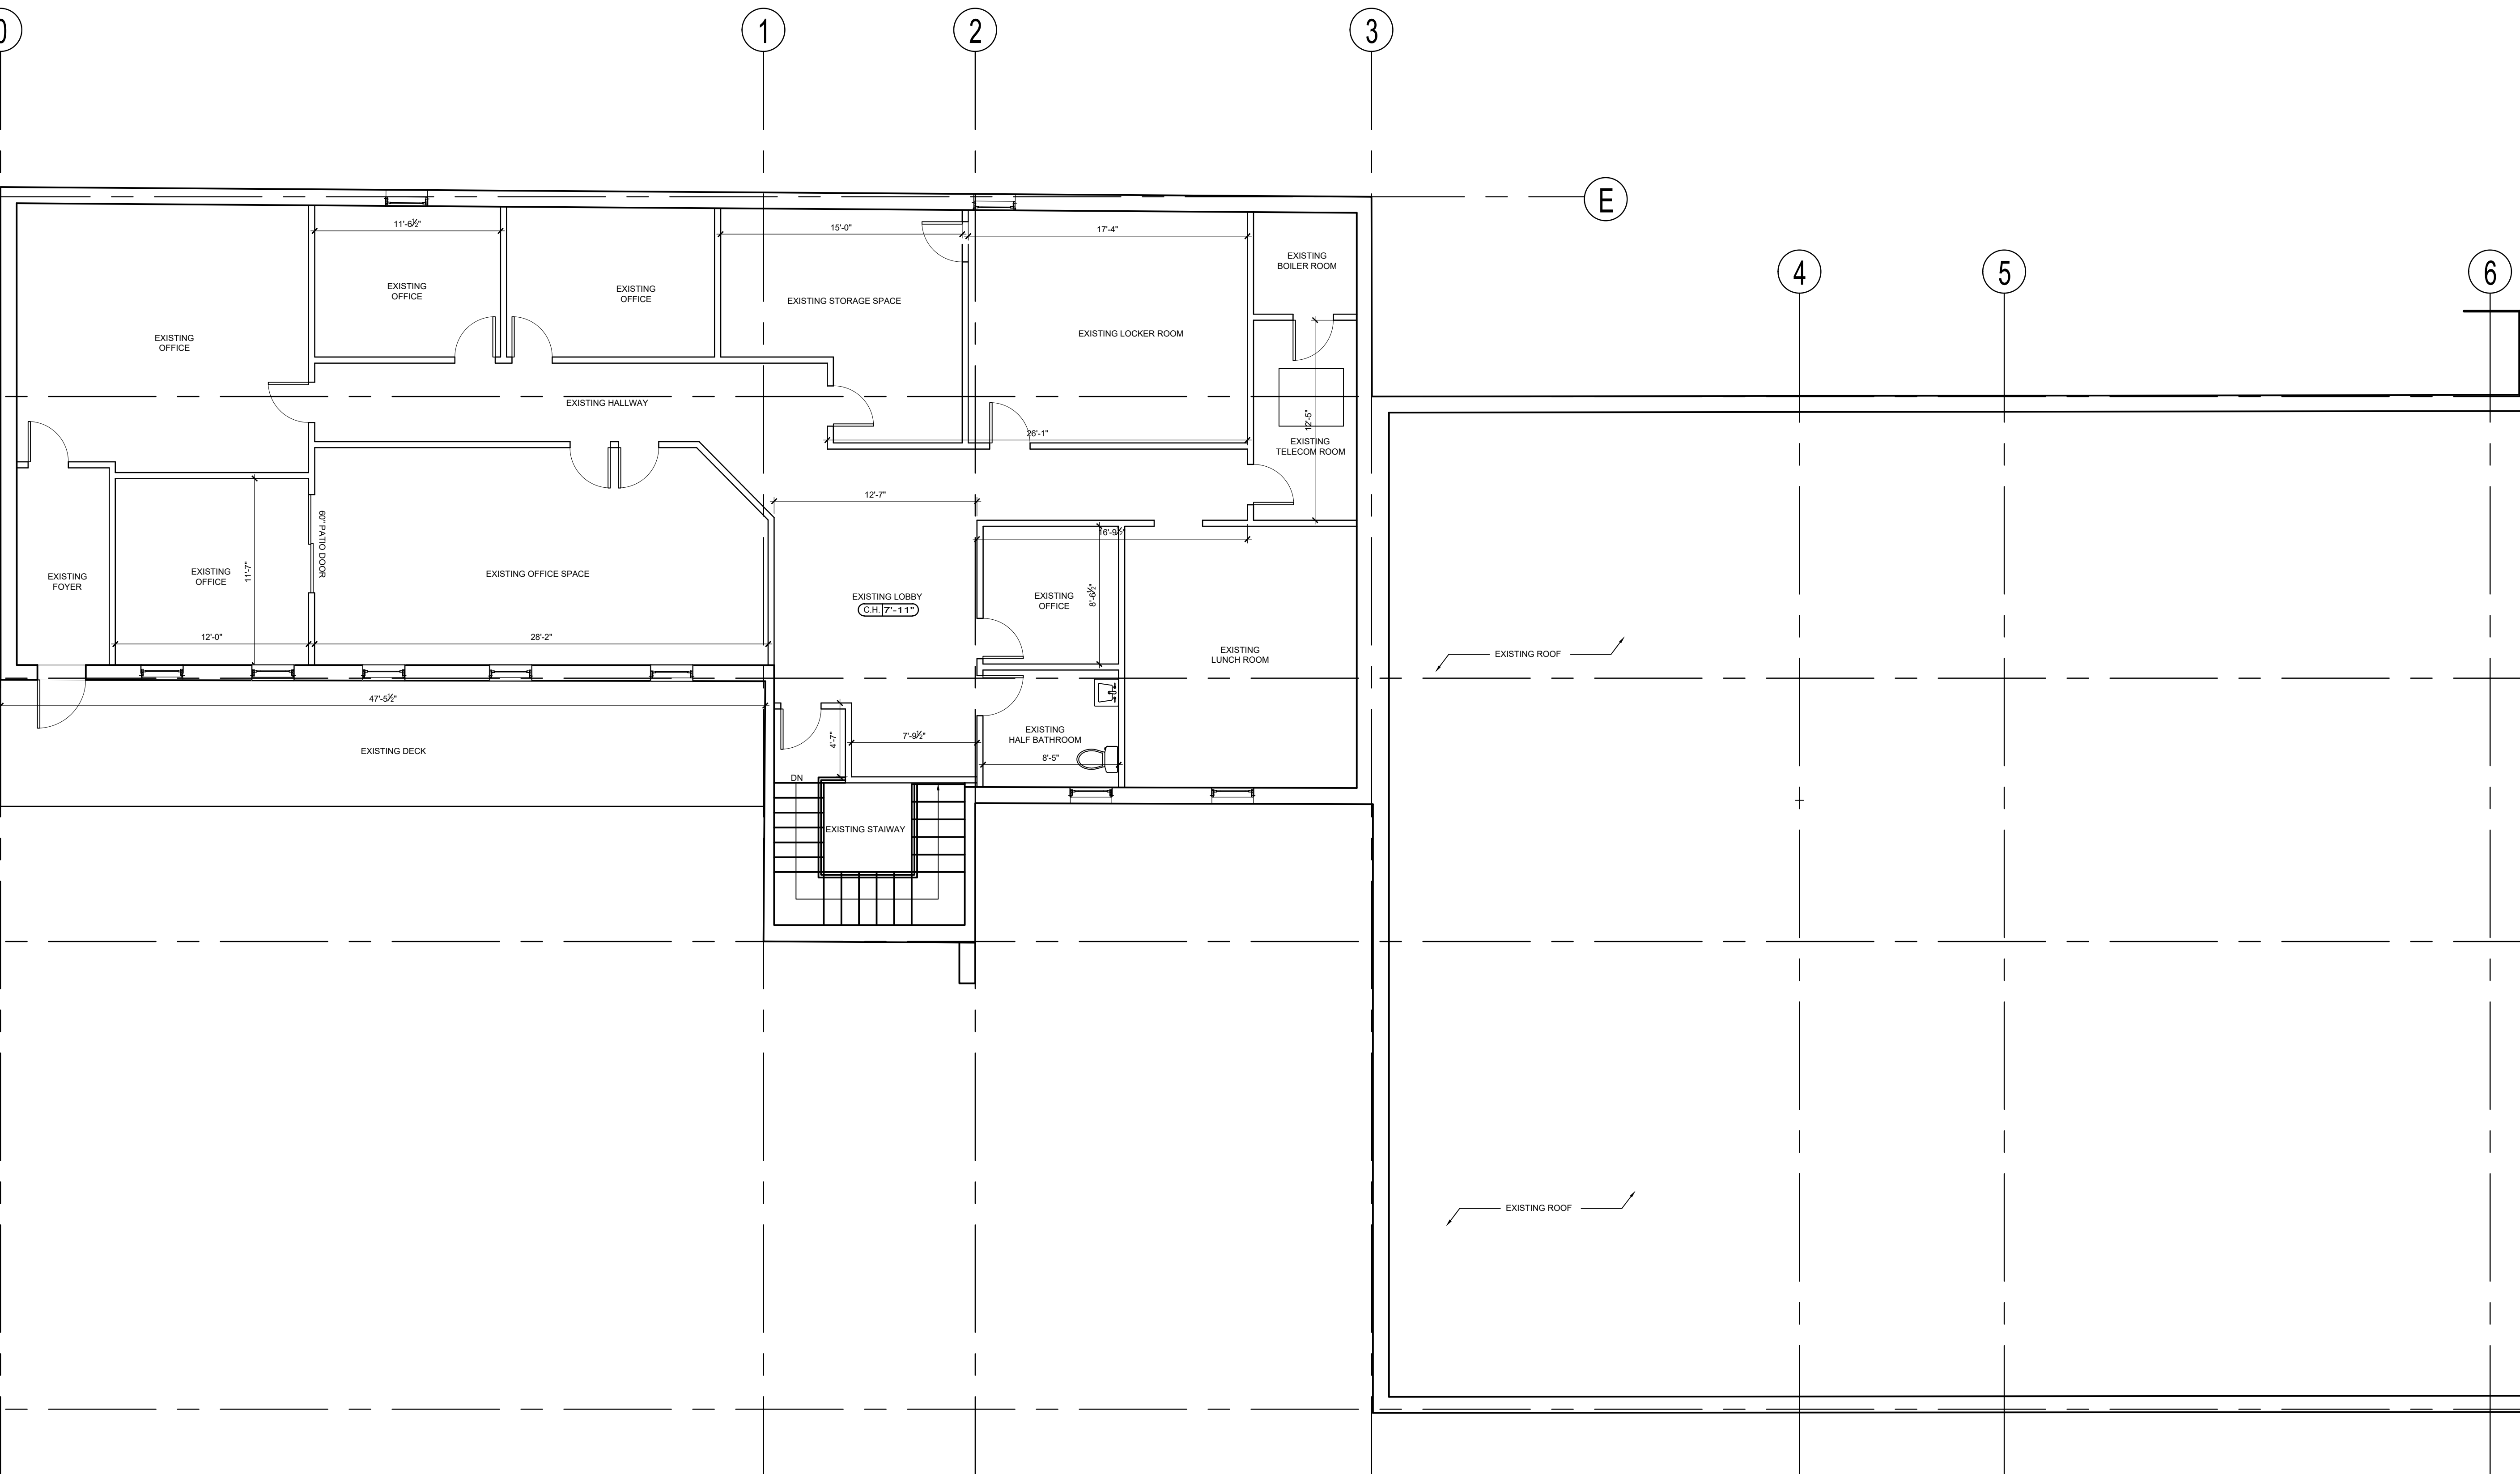 0
1
2
3
E
4
5
6
11'-6½"
15'-0"
17'-4"
EXISTING
BOILER ROOM
EXISTING
OFFICE
EXISTING
OFFICE
EXISTING STORAGE SPACE
EXISTING LOCKER ROOM
EXISTING
OFFICE
EXISTING HALLWAY
12'-5"
26'-1"
EXISTING
TELECOM ROOM
12'-7"
16'-9½"
60" PATIO DOOR
EXISTING
FOYER
EXISTING
OFFICE
11'-7"
EXISTING OFFICE SPACE
EXISTING LOBBY
C.H. 7'-11"
EXISTING
OFFICE
8'-6½"
12'-0"
28'-2"
EXISTING
LUNCH ROOM
EXISTING ROOF
47'-5½"
EXISTING DECK
4'-7"
7'-9½"
EXISTING
HALF BATHROOM
8'-5"
DN
EXISTING STAIWAY
EXISTING ROOF